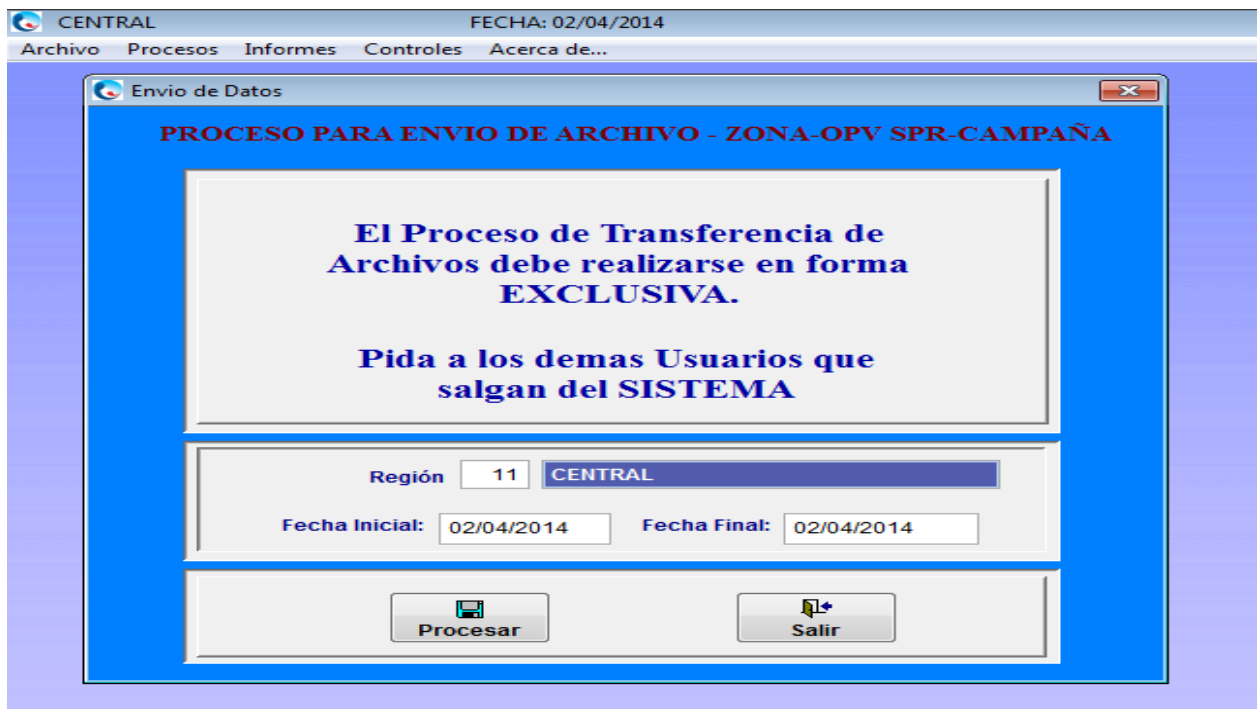 CENTRAL FECHA: 02/04/2014
Archivo Procesos Informes Controles Acerca de...
Envio de Datos
PROCESO PARA ENVIO DE ARCHIVO - ZONA-OPV SPR-CAMPAÑA
El Proceso de Transferencia de
Archivos debe realizarse en forma
EXCLUSIVA.
Pida a los demas Usuarios que
salgan del SISTEMA
Región 11 CENTRAL
Fecha Inicial: 02/04/2014 Fecha Final: 02/04/2014
Procesar Salir